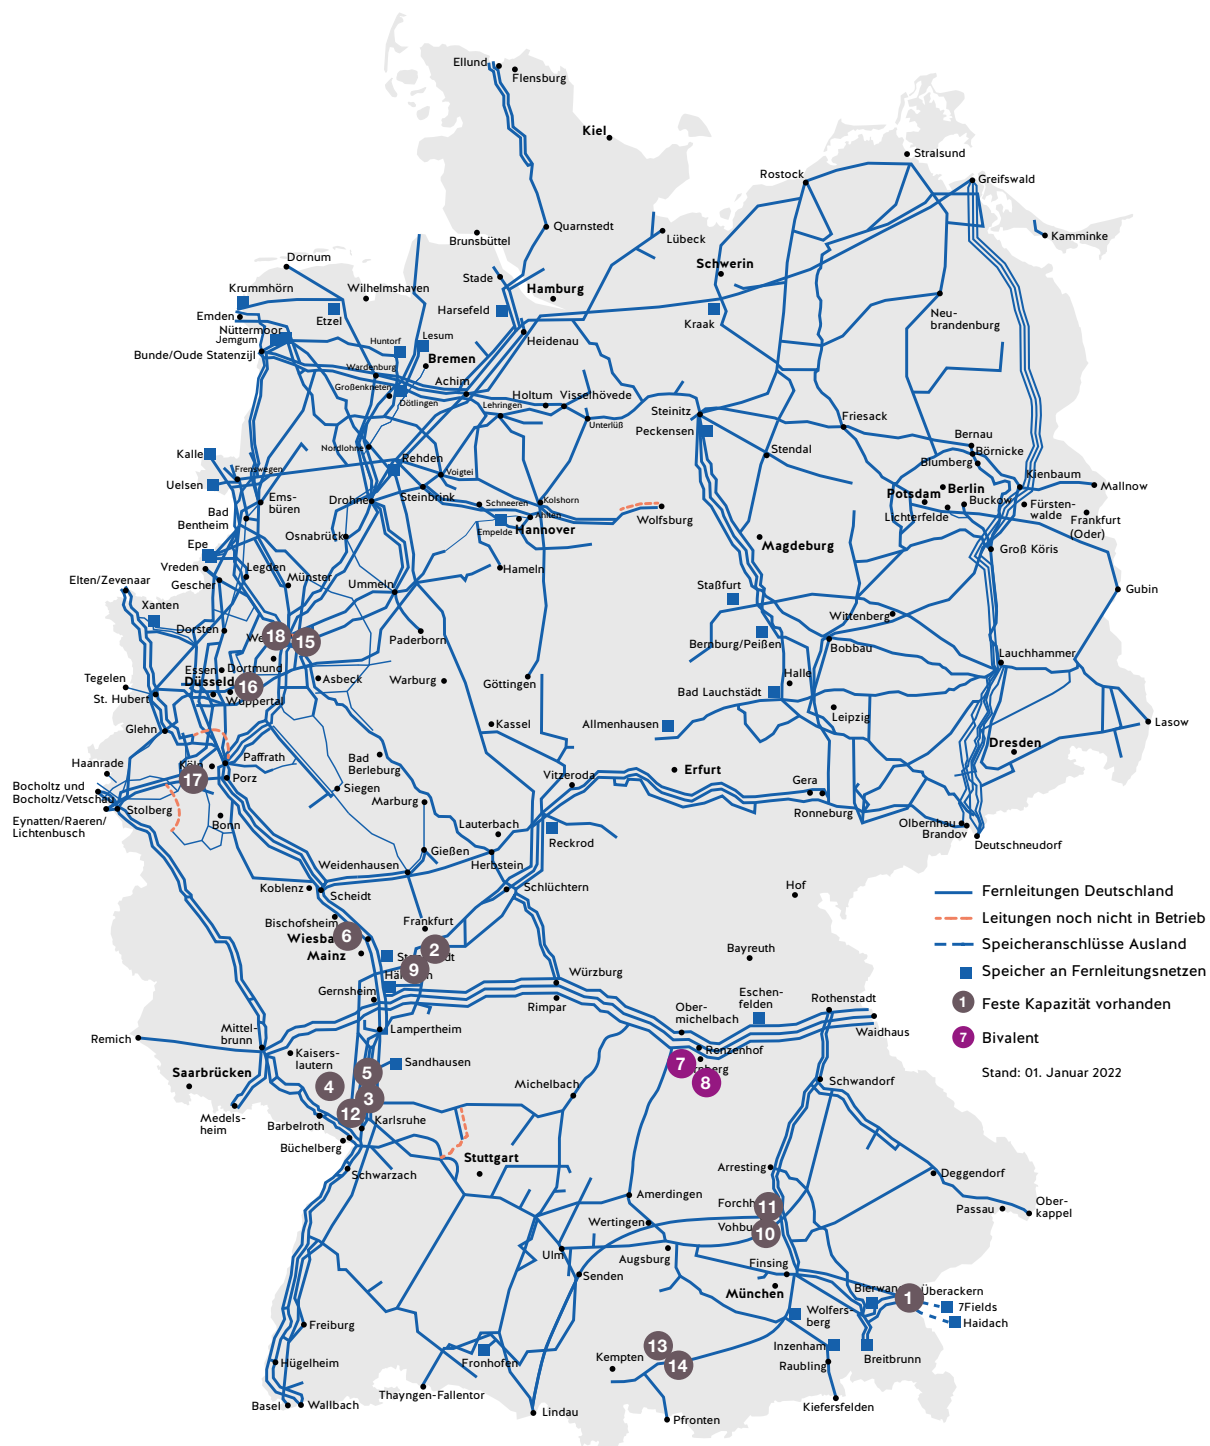 Ellund
Flensburg
Kiel
Stralsund
Rostock
Greifswald
Quarnstedt
Brunsbüttel
Lübeck
Kamminke
Dornum
Schwerin
Stade
Krummhörn
Wilhelmshaven
Hamburg
Harsefeld
Emden
Etzel
Kraak
Neu-
brandenburg
Nüttermoor
Jemgum
Huntorf
Lesum
Heidenau
Bunde/Oude Statenzijl
Bremen
Wardenburg
Achim
Großenkneten
Dötlingen
Holtum
Visselhövede
Lehringen
Unterlüß
Steinitz
Peckensen
Friesack
Bernau
Börnicke
Blumberg
Nordlohne
Stendal
Kalle
Rehden
Frenswegen
Voigtei
Kienbaum
Uelsen
Mallnow
Potsdam
Berlin
Drohne
Steinbrink
Buckow
Ems-
büren
Schneeren
Kolshorn
Fürsten-
walde
Lichterfelde
Bad
Bentheim
Ahlten
Wolfsburg
Frankfurt
(Oder)
Empelde
Hannover
Osnabrück
Magdeburg
Epe
Groß Köris
Vreden
Legden
Hameln
Elten/Zevenaar
Gescher
Münster
Ummeln
Staßfurt
Gubin
Xanten
Wittenberg
Dorsten
We
18
15
Paderborn
Bernburg/Peißen
Bobbau
Lauchhammer
Essen
Dortmund
Tegelen
Düsseld
16
Asbeck
Warburg
Göttingen
Halle
St. Hubert
Wuppertal
Bad Lauchstädt
Leipzig
Glehn
Kassel
Allmenhausen
Lasow
Dresden
Haanrade
Köln
Paffrath
Bad
Berleburg
Erfurt
17
Porz
Vitzeroda
Gera
Bocholtz und
Bocholtz/Vetschau
Siegen
Marburg
Stolberg
Ronneburg
Eynatten/Raeren/
Lichtenbusch
Bonn
Lauterbach
Olbernhau
Brandov
Reckrod
Deutschneudorf
Gießen
Weidenhausen
Herbstein
Koblenz
Scheidt
Schlüchtern
Hof
Fernleitungen Deutschland
Leitungen noch nicht in Betrieb
Speicheranschlüsse Ausland
Speicher an Fernleitungsnetzen
1
Feste Kapazität vorhanden
7
Bivalent
Stand: 01. Januar 2022
Bischofsheim
Frankfurt
Wiesba
6
2
Mainz
9
Bayreuth
Gernsheim
Würzburg
Eschen-
felden
Rothenstadt
Rimpar
Ober-
michelbach
Waidhaus
Mittel-
brunn
Lampertheim
Remich
Kaisers-
lautern
Renzenhof
Sandhausen
Saarbrücken
5
7
8
4
Michelbach
Schwandorf
3
Medels-
heim
12
Barbelroth
Karlsruhe
Büchelberg
Stuttgart
Schwarzach
Arresting
Deggendorf
Amerdingen
Forchh
11
Passau
Ober-
kappel
Wertingen
Vohbu
10
Ulm
Augsburg
Finsing
Senden
München
Bierwan
1
Überackern
7Fields
Wolfers-
berg
Haidach
Freiburg
13
Inzenham
Hügelheim
Fronhofen
Kempten
14
Raubling
Breitbrunn
Thayngen-Fallentor
Basel
Wallbach
Lindau
Pfronten
Kiefersfelden